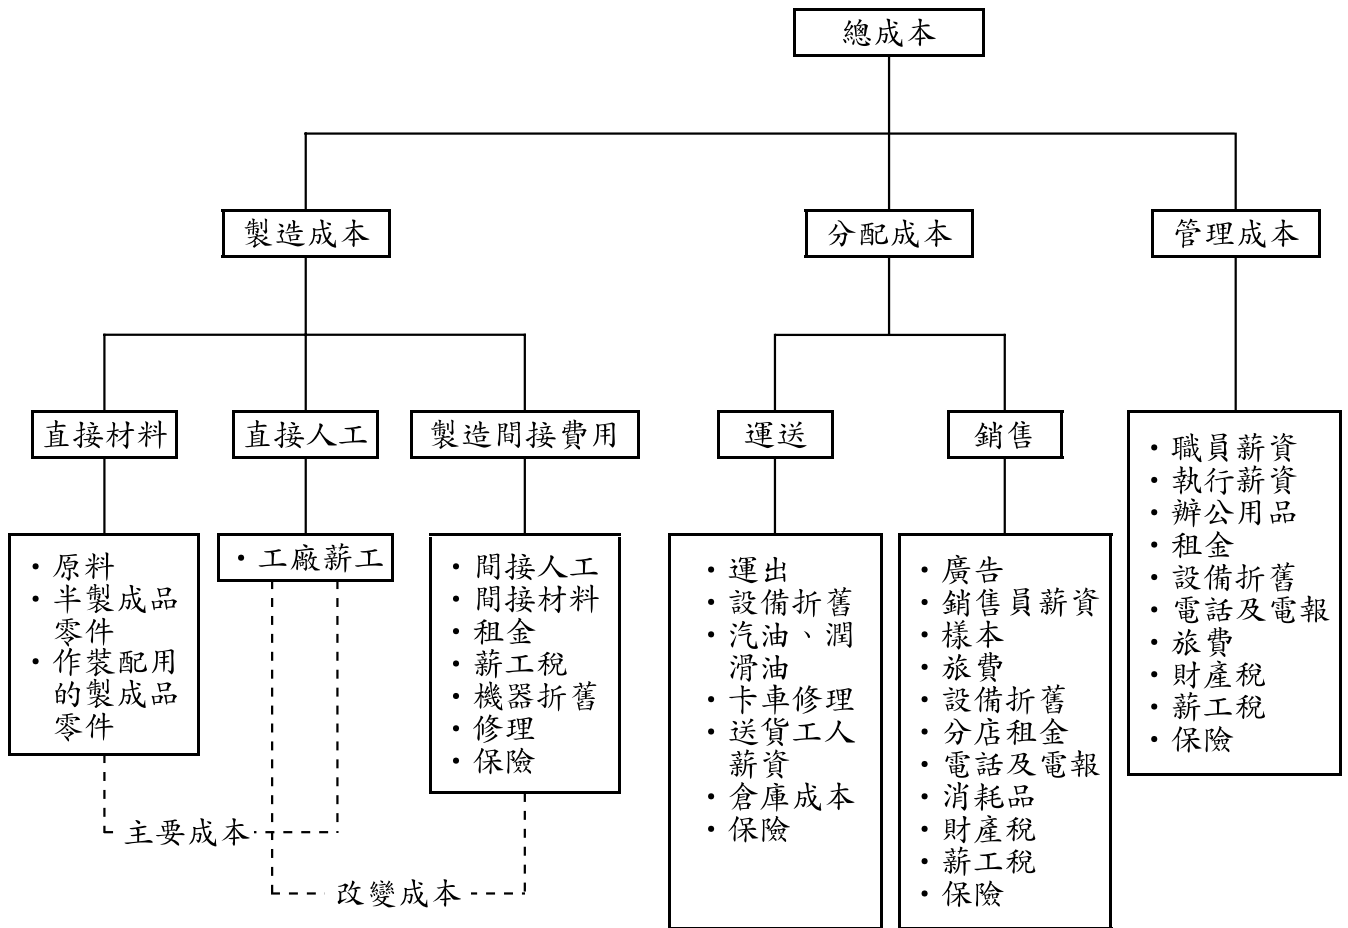 總成本
製造成本
分配成本
管理成本
直接材料
直接人工
製造間接費用
運送
銷售
・原料
・半製成品
零件
・作裝配用
的製成品
零件
・工廠薪工
・間接人工
・間接材料
・租金
・薪工稅
・機器折舊
・修理
・保險
・運出
・設備折舊
・汽油、潤
滑油
・卡車修理
・送貨工人
薪資
・倉庫成本
・保險
・廣告
・銷售員薪資
・樣本
・旅費
・設備折舊
・分店租金
・電話及電報
・消耗品
・財產稅
・薪工稅
・保險
・職員薪資
・執行薪資
・辦公用品
・租金
・設備折舊
・電話及電報
・旅費
・財產稅
・薪工稅
・保險
主要成本
改變成本